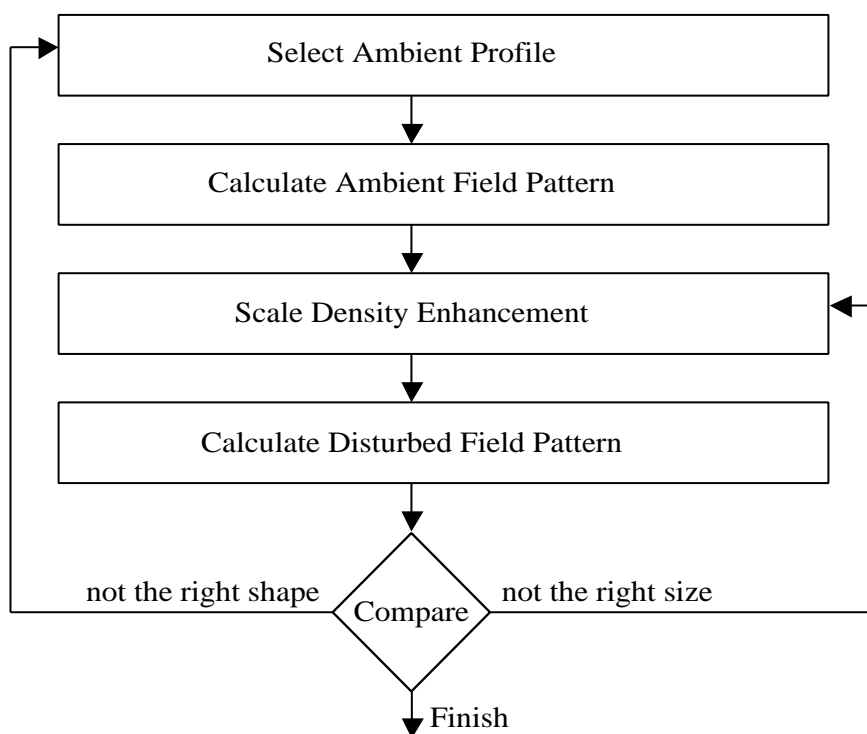 Select Ambient Profile
Calculate Ambient Field Pattern
Scale Density Enhancement
Calculate Disturbed Field Pattern
not the right shape
Compare
not the right size
Finish